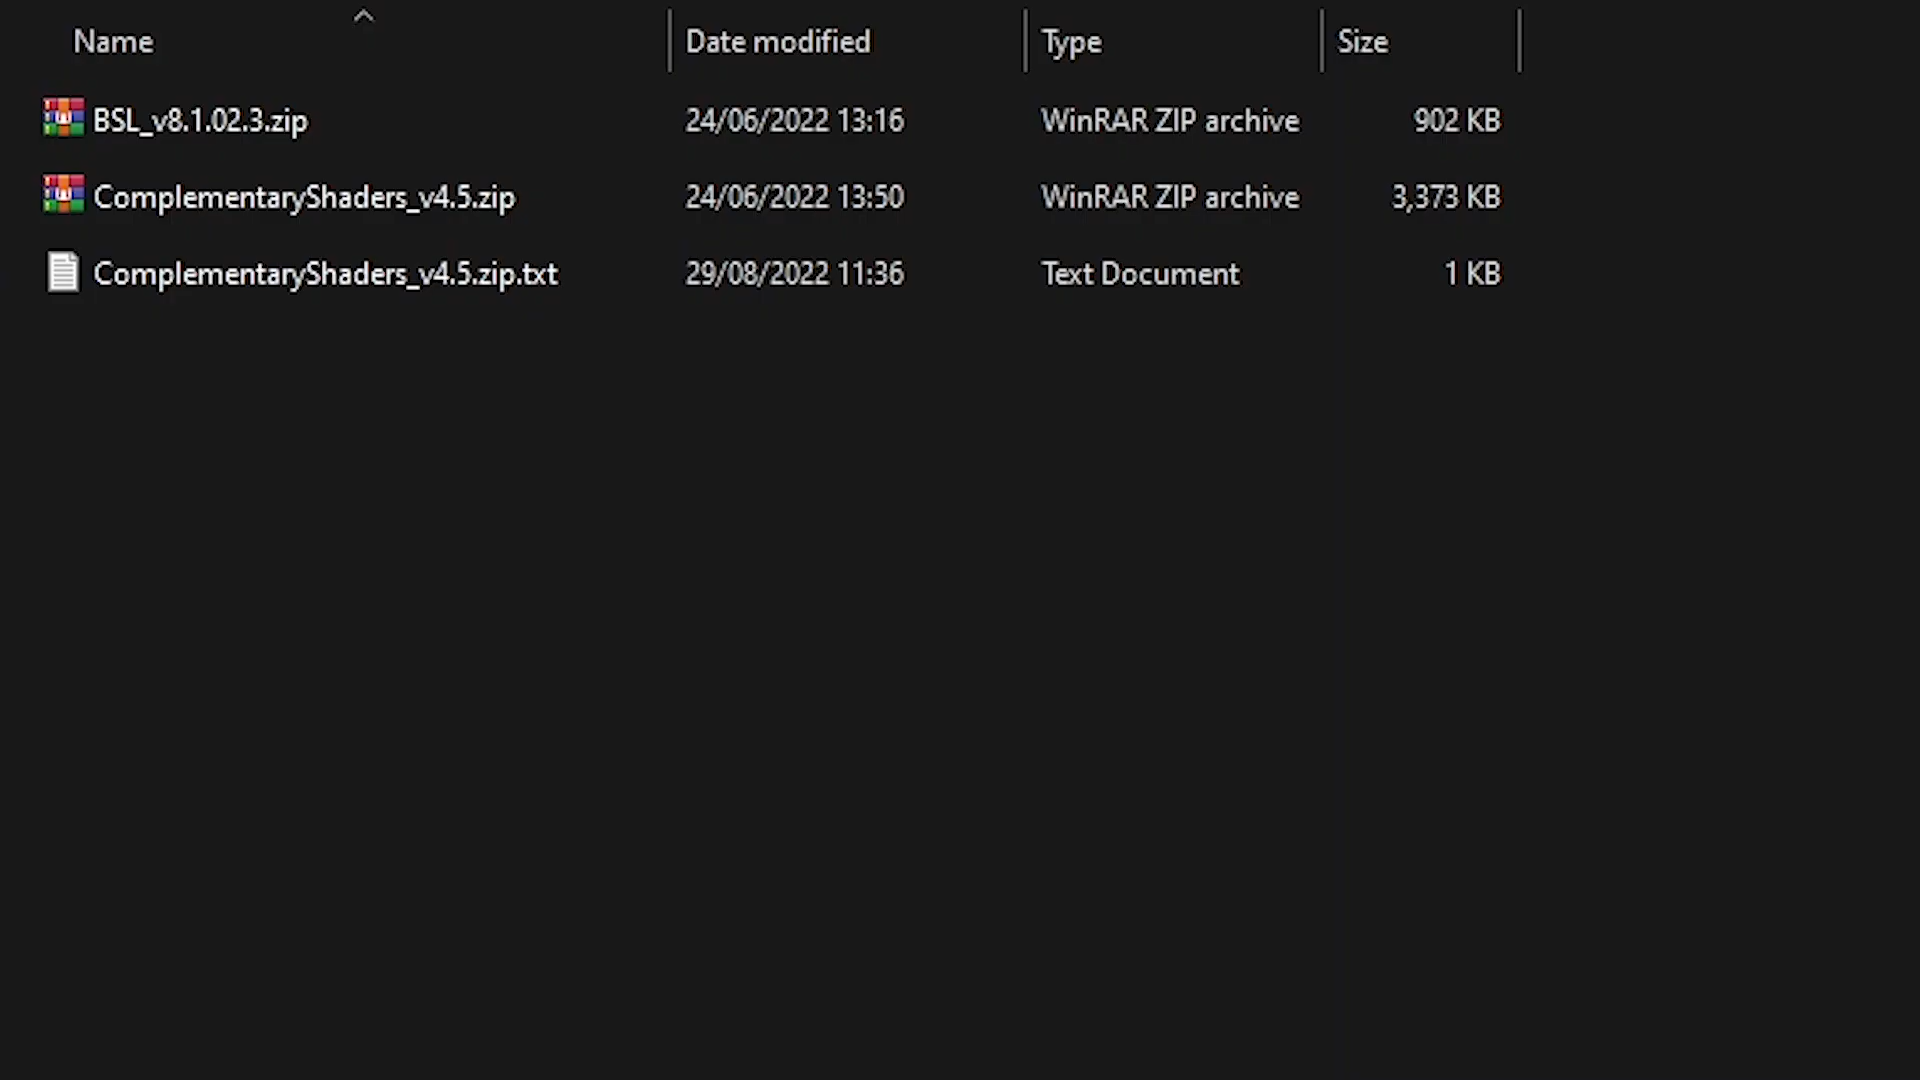 Name Date modified Type Size
BSL_v8.1.02.3.zip 24/06/2022 13:16 WinRAR ZIP archive 902 KB
ComplementaryShaders_v4.5.zip 24/06/2022 13:50 WinRAR ZIP archive 3,373 KB
ComplementaryShaders_v4.5.zip.txt 29/08/2022 11:36 Text Document 1 KB